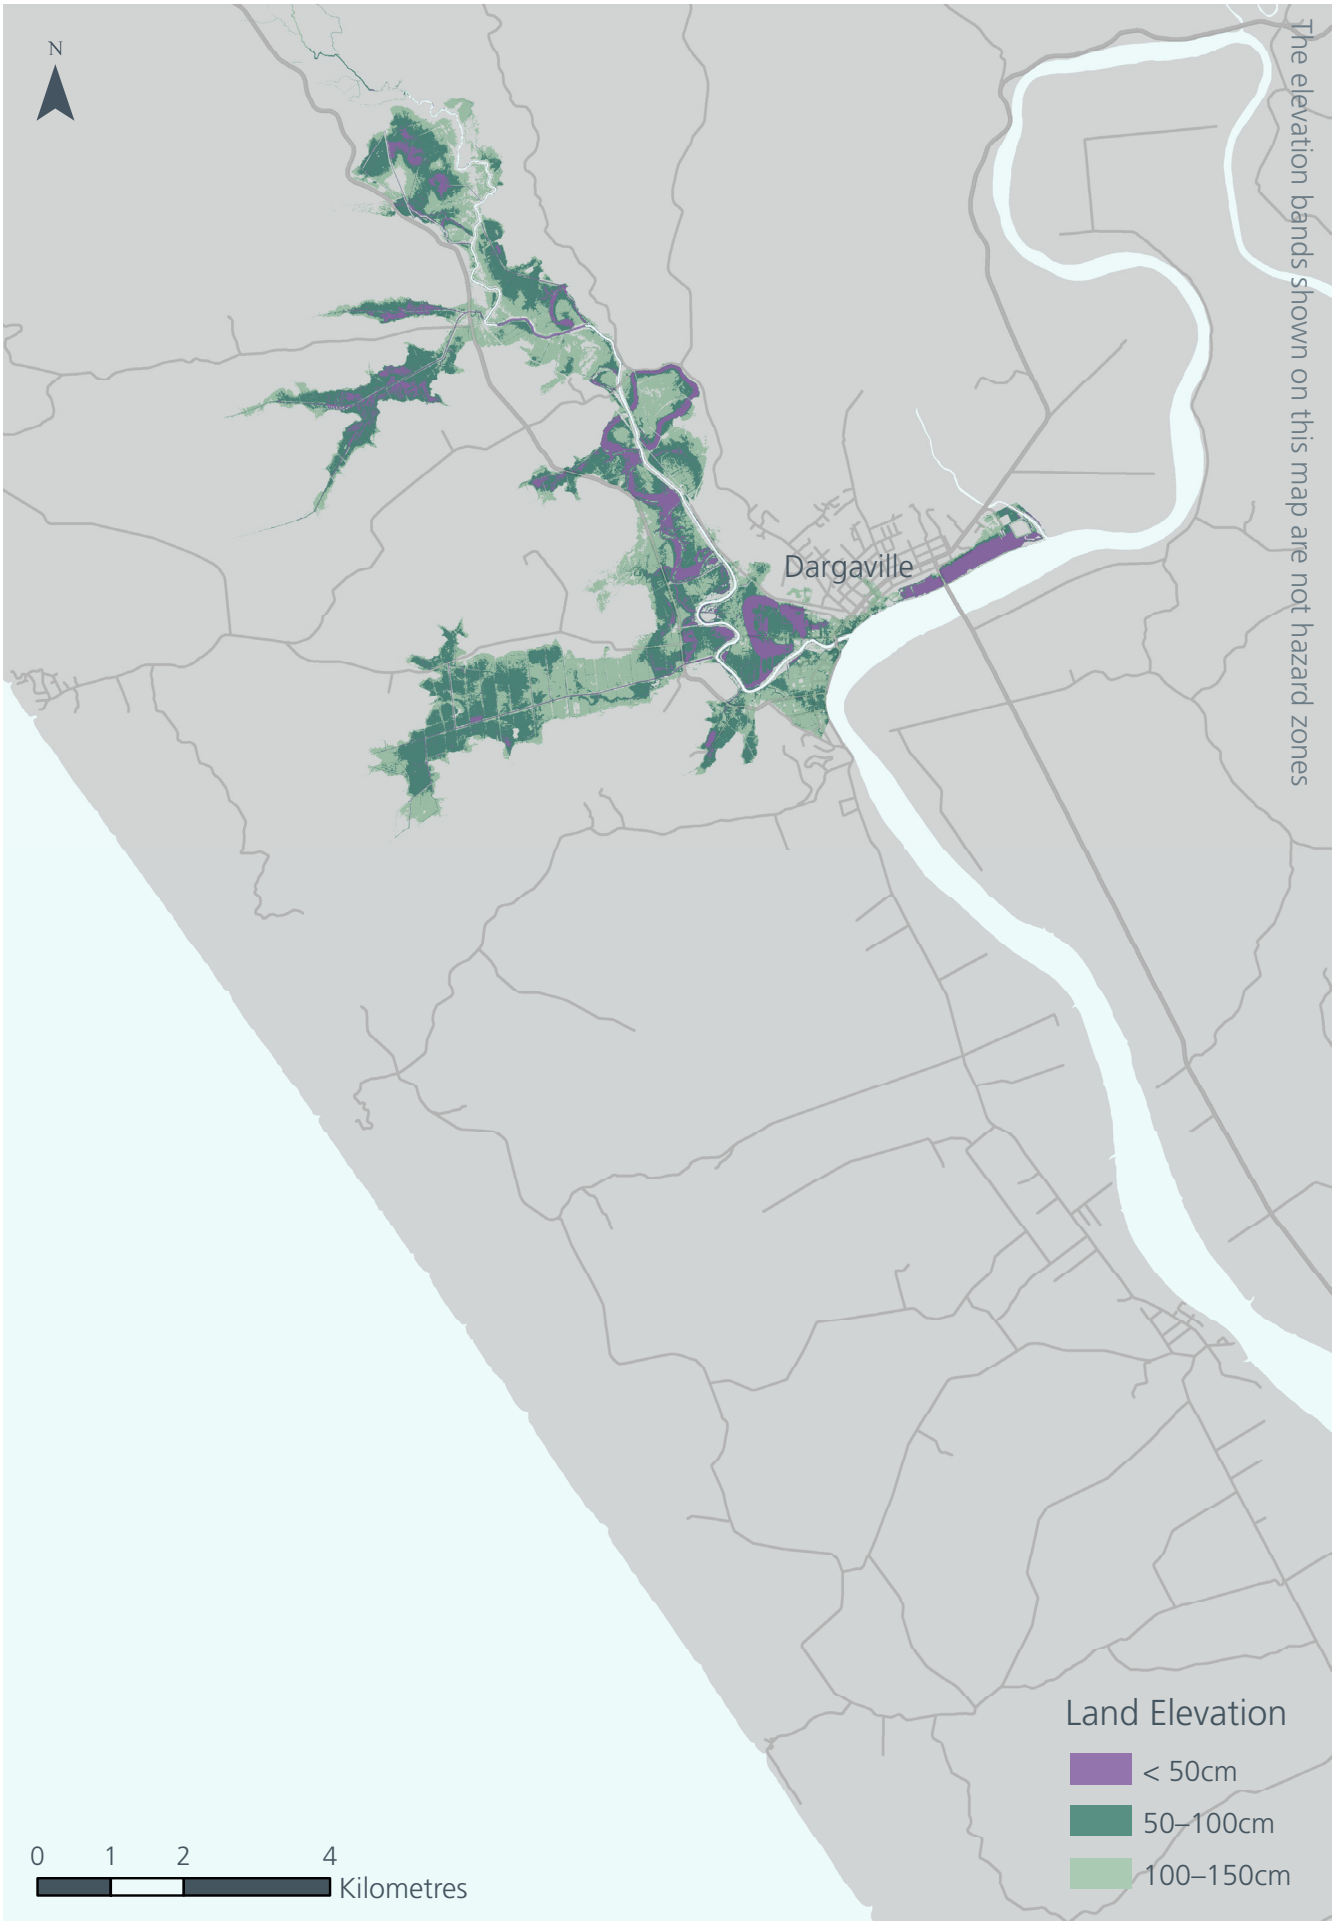 N
The elevation bands shown on this map are not hazard zones
Dargaville
Land Elevation
< 50cm
50–100cm
100–150cm
0 1 2 4
Kilometres